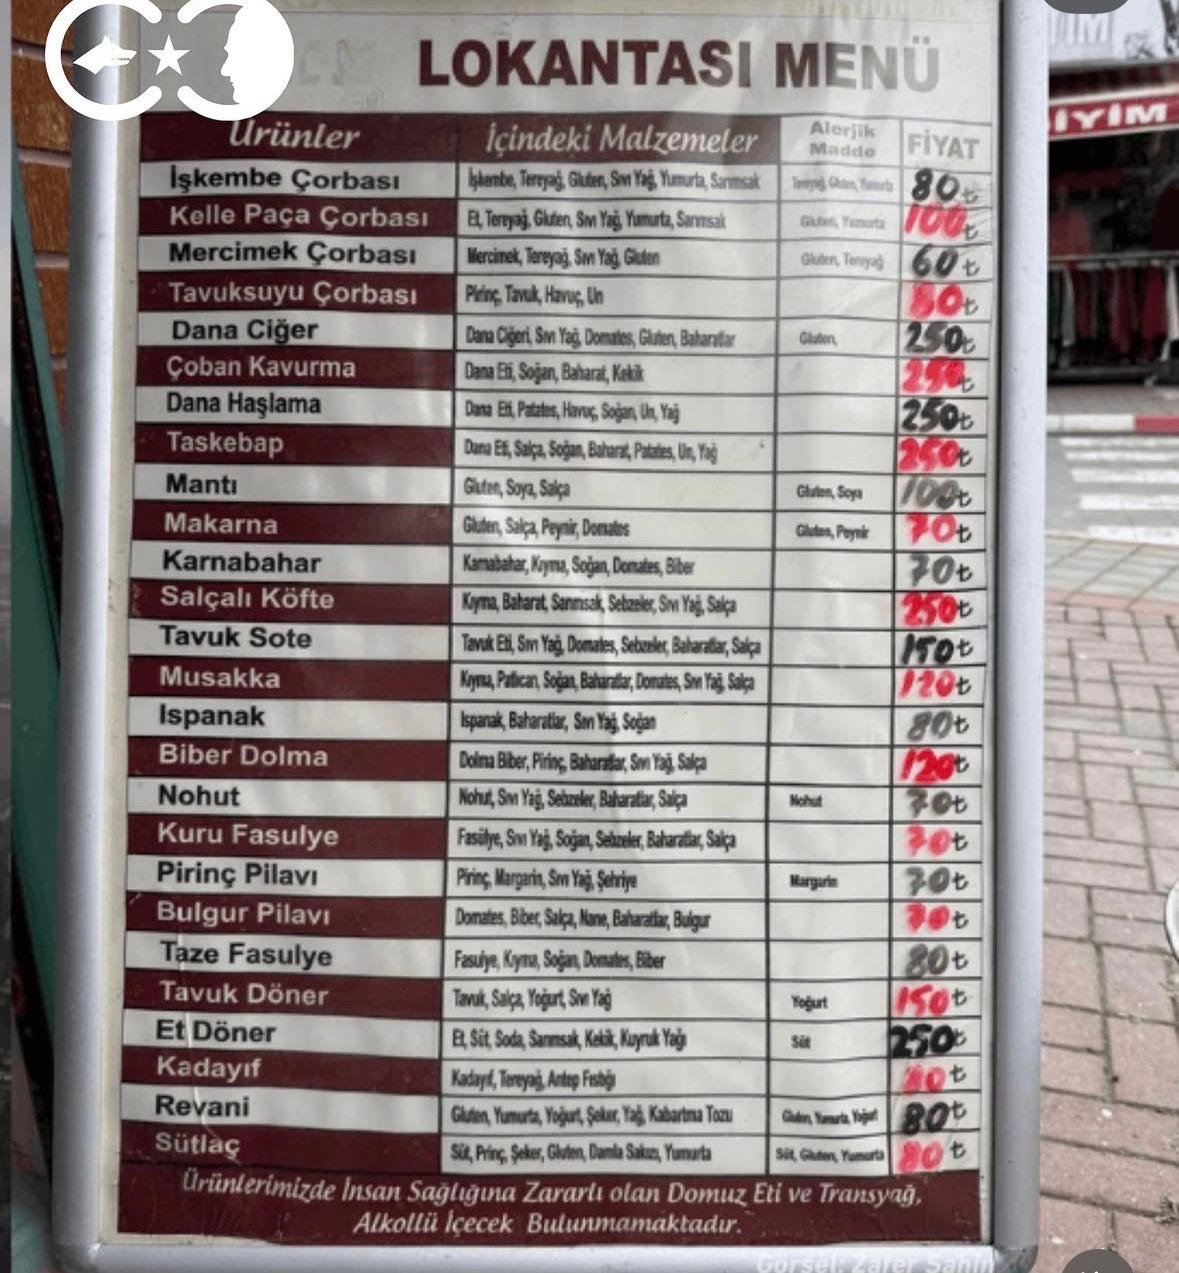 LOKANTASI MENÜ
Ürünler İçindeki Malzemeler Alerjik Madde FİYAT
İşkembe Çorbası İşkembe, Tereyağ, Gluten, Sıvı Yağ, Yumurta, Sarımsak Tereyağ, Gluten, Yumurta 80₺
Kelle Paça Çorbası Et, Tereyağ, Gluten, Sıvı Yağ, Yumurta, Sarımsak Gluten, Yumurta 100₺
Mercimek Çorbası Mercimek, Tereyağ, Sıvı Yağ, Gluten Gluten, Tereyağ 60₺
Tavuksuyu Çorbası Pirinç, Tavuk, Havuç, Un
Dana Ciğer Dana Ciğeri, Sıvı Yağ, Domates, Gluten, Baharatlar Gluten, 250₺
Çoban Kavurma Dana Eti, Soğan, Baharat, Kekik 250₺
Dana Haşlama Dana Eti, Patates, Havuç, Soğan, Un, Yağ 250₺
Taskebap Dana Eti, Salça, Soğan, Baharat, Patates, Un, Yağ 250₺
Mantı Gluten, Soya, Salça Gluten, Soya 100₺
Makarna Gluten, Salça, Peynir, Domates Gluten, Peynir 70₺
Karnabahar Karnabahar, Kıyma, Soğan, Domates, Biber 70₺
Salçalı Köfte Kıyma, Baharat, Sarımsak, Sebzeler, Sıvı Yağ, Salça 250₺
Tavuk Sote Tavuk Eti, Sıvı Yağ, Domates, Sebzeler, Baharatlar, Salça 150₺
Musakka Kıyma, Patlıcan, Soğan, Baharatlar, Domates, Sıvı Yağ, Salça 120₺
Ispanak Ispanak, Baharatlar, Sıvı Yağ, Soğan 80₺
Biber Dolma Dolma Biber, Pirinç, Baharatlar, Sıvı Yağ, Salça 120₺
Nohut Nohut, Sıvı Yağ, Sebzeler, Baharatlar, Salça Nohut 70₺
Kuru Fasulye Fasülye, Sıvı Yağ, Soğan, Sebzeler, Baharatlar, Salça 70₺
Pirinç Pilavı Pirinç, Margarin, Sıvı Yağ, Şehriye Margarin 70₺
Bulgur Pilavı Domates, Biber, Salça, Nane, Baharatlar, Bulgur 70₺
Taze Fasulye Fasulye, Kıyma, Soğan, Domates, Biber 80₺
Tavuk Döner Tavuk, Salça, Yoğurt, Sıvı Yağ Yoğurt 150₺
Et Döner Et, Süt, Soda, Sarımsak, Kekik, Kuyruk Yağı Süt 250₺
Kadayıf Kadayıf, Tereyağ, Antep Fıstığı 80₺
Revani Gluten, Yumurta, Yoğurt, Şeker, Yağ, Kabartma Tozu Gluten, Yumurta, Yoğurt 80₺
Sütlaç Süt, Prinç, Şeker, Gluten, Damla Sakızı, Yumurta Süt, Gluten, Yumurta 80₺
Ürünlerimizde İnsan Sağlığına Zararlı olan Domuz Eti ve Transyağ,
Alkollü İçecek Bulunmamaktadır.
Görsel: Zafer Şahin
İYİM